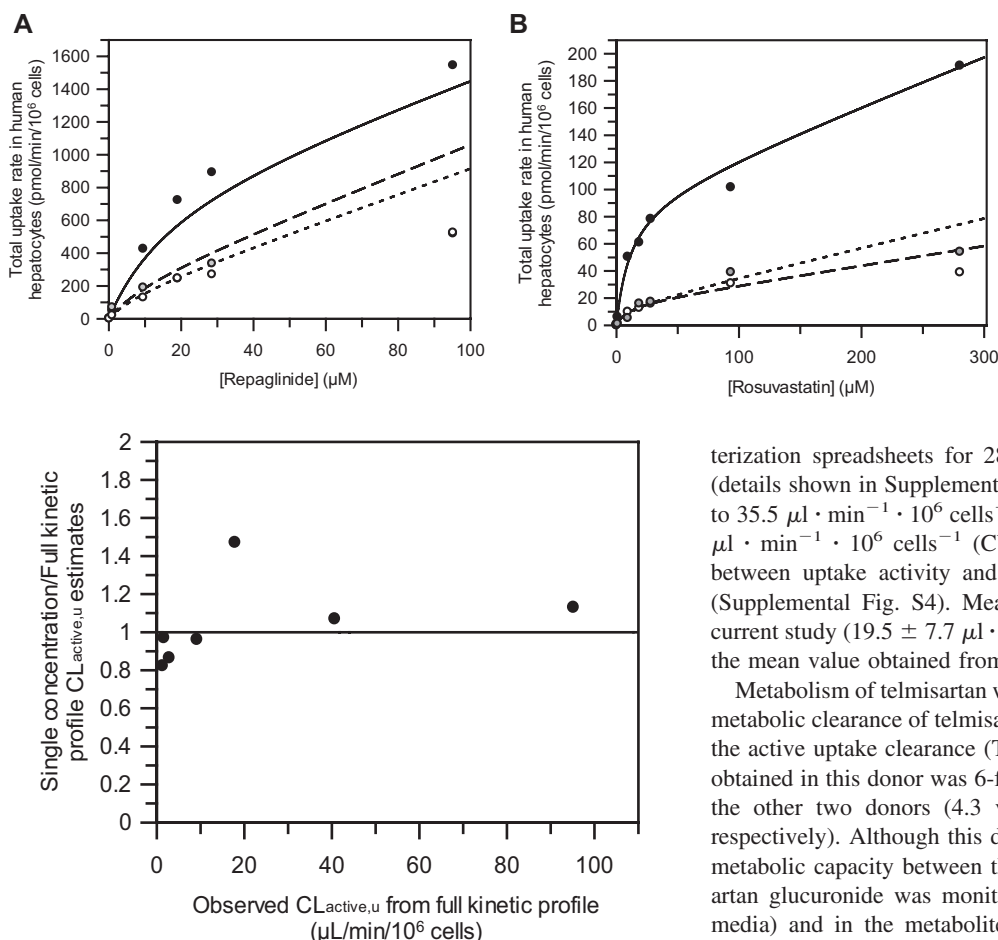 A
Total uptake rate in human
hepatocytes (pmol/min/10⁶ cells)
1600
1400
1200
1000
800
600
400
200
0
0 20 40 60 80 100
[Repaglinide] (μM)
B
Total uptake rate in human
hepatocytes (pmol/min/10⁶ cells)
200
180
160
140
120
100
80
60
40
20
0
0 100 200 300
[Rosuvastatin] (μM)
Single concentration/Full kinetic
profile CLactive,u estimates
2
1.8
1.6
1.4
1.2
1
0.8
0.6
0.4
0.2
0
0 20 40 60 80 100
Observed CLactive,u from full kinetic profile
(μL/min/10⁶ cells)
terization spreadsheets for 28
(details shown in Supplement
to 35.5 μl · min⁻¹ · 10⁶ cells⁻
μl · min⁻¹ · 10⁶ cells⁻¹ (C
between uptake activity and
(Supplemental Fig. S4). Mea
current study (19.5 ± 7.7 μl ·
the mean value obtained from
Metabolism of telmisartan v
metabolic clearance of telmisa
the active uptake clearance (T
obtained in this donor was 6-f
the other two donors (4.3 v
respectively). Although this d
metabolic capacity between t
artan glucuronide was monit
media) and in the metabolite